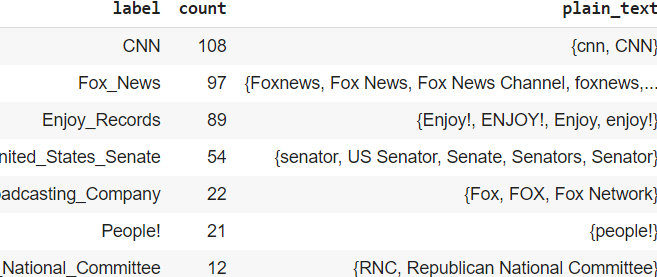 label count plain_text
CNN 108 {cnn, CNN}
Fox_News 97 {Foxnews, Fox News, Fox News Channel, foxnews,...
Enjoy_Records 89 {Enjoy!, ENJOY!, Enjoy, enjoy!}
nited_States_Senate 54 {senator, US Senator, Senate, Senators, Senator}
adcasting_Company 22 {Fox, FOX, Fox Network}
People! 21 {people!}
_National_Committee 12 {RNC, Republican National Committee}